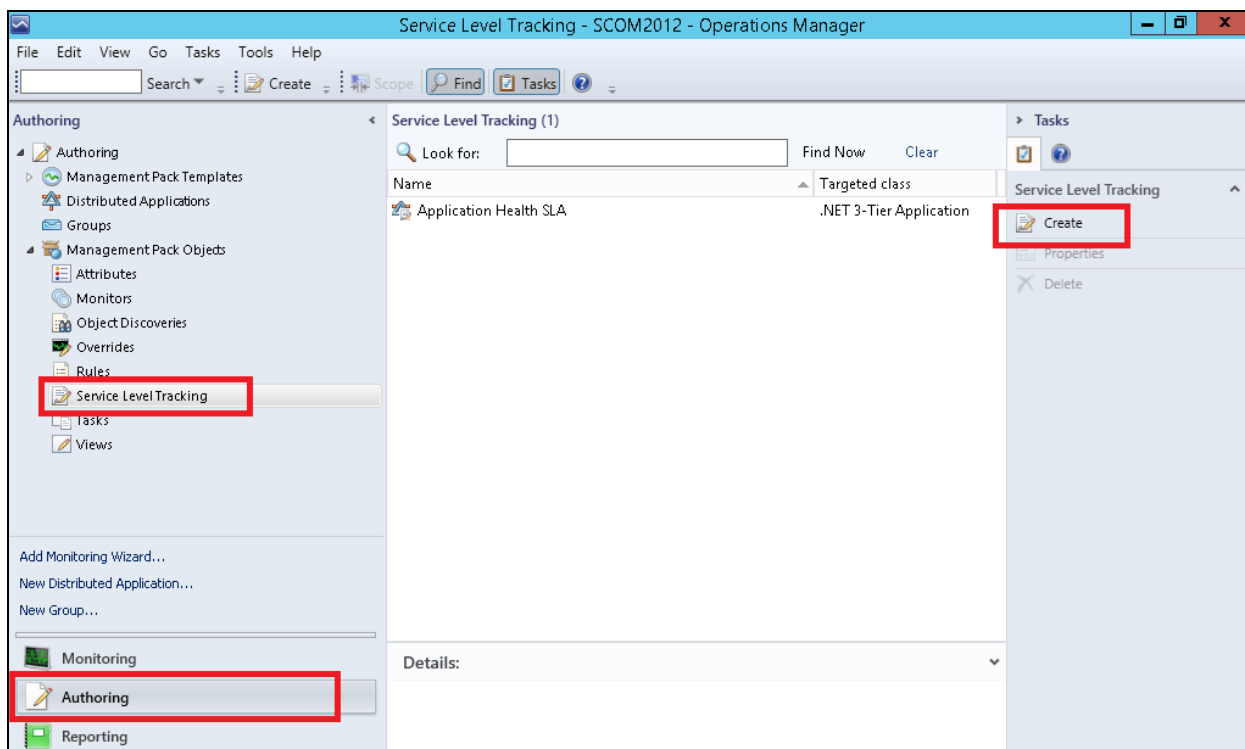 Service Level Tracking - SCOM2012 - Operations Manager
File Edit View Go Tasks Tools Help
Search Create Scope Find Tasks
Authoring
Authoring
Management Pack Templates
Distributed Applications
Groups
Management Pack Objects
Attributes
Monitors
Object Discoveries
Overrides
Rules
Service Level Tracking
Tasks
Views
Add Monitoring Wizard...
New Distributed Application...
New Group...
Monitoring
Authoring
Reporting
Service Level Tracking (1)
Look for: Find Now Clear
Name Targeted class
Application Health SLA .NET 3-Tier Application
Details:
Tasks
Service Level Tracking
Create
Properties
Delete